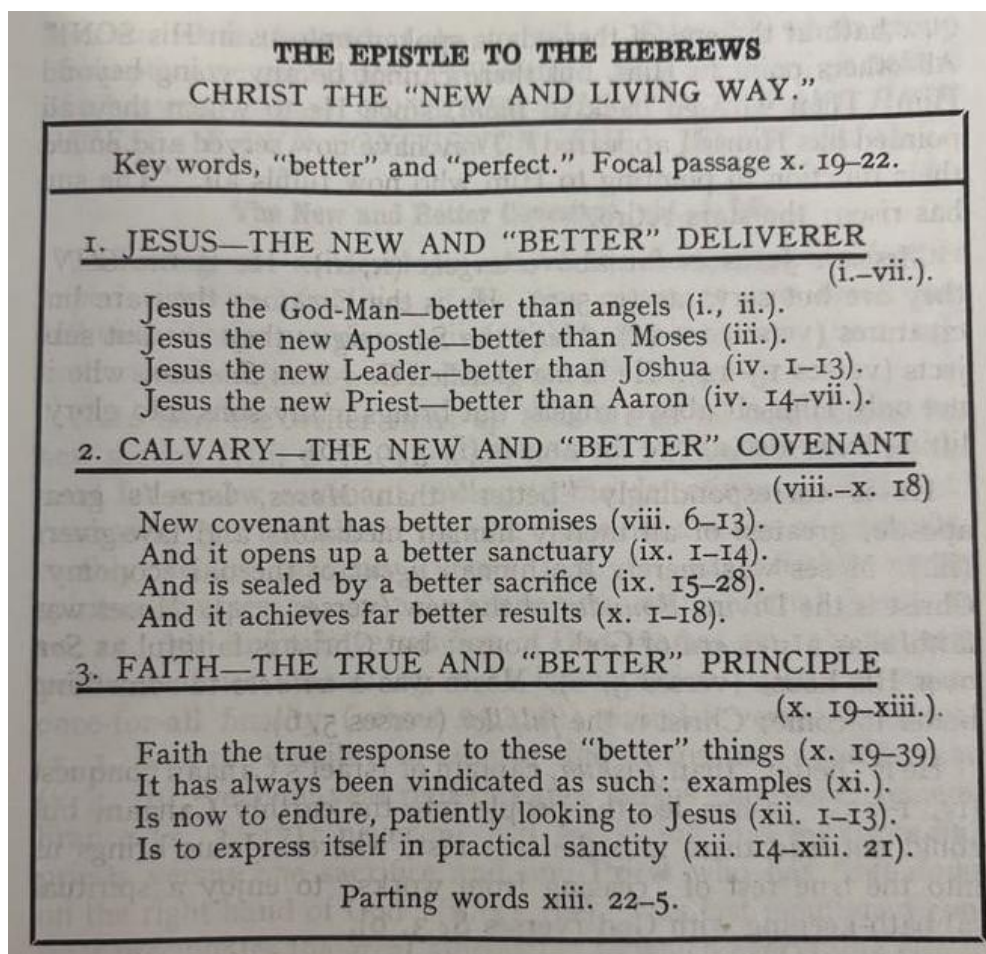 THE EPISTLE TO THE HEBREWS
CHRIST THE "NEW AND LIVING WAY."
Key words, "better" and "perfect." Focal passage x. 19–22.
1. JESUS—THE NEW AND "BETTER" DELIVERER
(i.–vii.).
Jesus the God-Man—better than angels (i., ii.).
Jesus the new Apostle—better than Moses (iii.).
Jesus the new Leader—better than Joshua (iv. 1–13).
Jesus the new Priest—better than Aaron (iv. 14–vii.).
2. CALVARY—THE NEW AND "BETTER" COVENANT
(viii.–x. 18)
New covenant has better promises (viii. 6–13).
And it opens up a better sanctuary (ix. 1–14).
And is sealed by a better sacrifice (ix. 15–28).
And it achieves far better results (x. 1–18).
3. FAITH—THE TRUE AND "BETTER" PRINCIPLE
(x. 19–xiii.).
Faith the true response to these "better" things (x. 19–39)
It has always been vindicated as such: examples (xi.).
Is now to endure, patiently looking to Jesus (xii. 1–13).
Is to express itself in practical sanctity (xii. 14–xiii. 21).
Parting words xiii. 22–5.